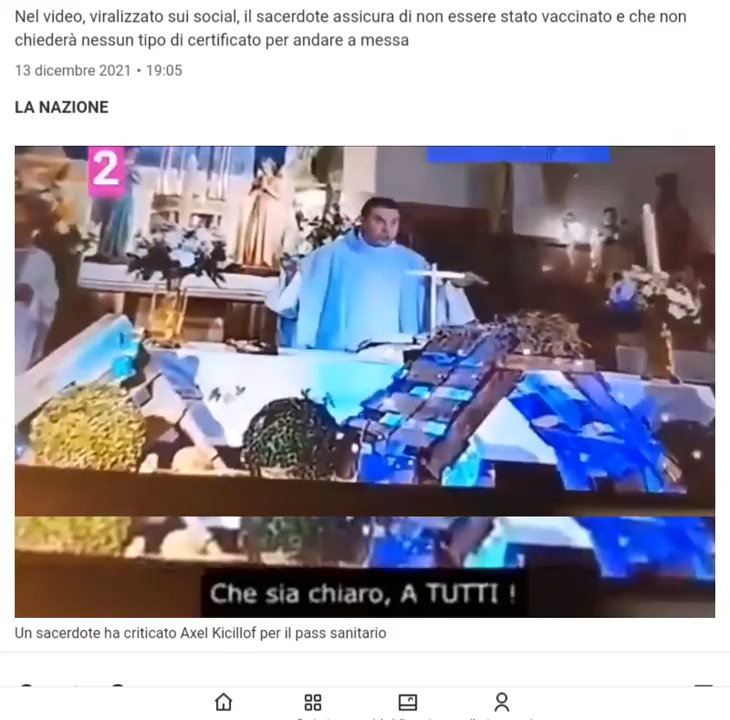 Nel video, viralizzato sui social, il sacerdote assicura di non essere stato vaccinato e che non
chiederà nessun tipo di certificato per andare a messa
13 dicembre 2021 • 19:05
LA NAZIONE
2
Che sia chiaro, A TUTTI !
Un sacerdote ha criticato Axel Kicillof per il pass sanitario